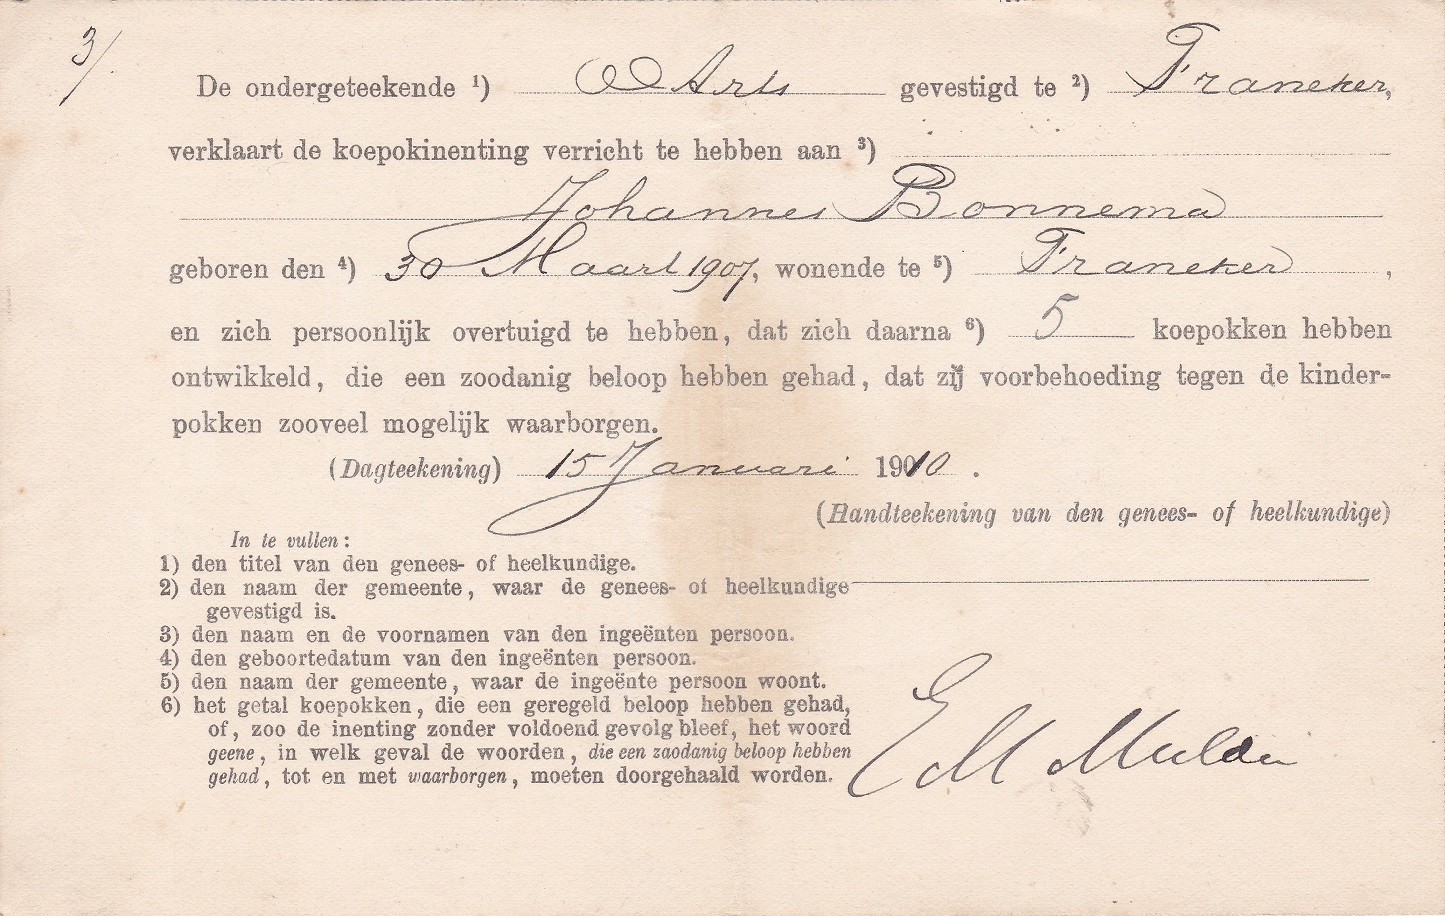 3/.
De ondergeteekende ¹) Arts gevestigd te ²) Franeker,
verklaart de koepokinenting verricht te hebben aan ³)
Johannes Bonnema
geboren den ⁴) 30 Maart 1907, wonende te ⁵) Franeker,
en zich persoonlijk overtuigd te hebben, dat zich daarna ⁶) 5 koepokken hebben
ontwikkeld, die een zoodanig beloop hebben gehad, dat zij voorbehoeding tegen de kinder-
pokken zooveel mogelijk waarborgen.
(Dagteekening) 15 Januari 1910.
(Handteekening van den genees- of heelkundige)
In te vullen:
1) den titel van den genees- of heelkundige.
2) den naam der gemeente, waar de genees- of heelkundige
gevestigd is.
3) den naam en de voornamen van den ingeënten persoon.
4) den geboortedatum van den ingeënten persoon.
5) den naam der gemeente, waar de ingeënte persoon woont.
6) het getal koepokken, die een geregeld beloop hebben gehad,
of, zoo de inenting zonder voldoend gevolg bleef, het woord
geene, in welk geval de woorden, die een zaodanig beloop hebben
gehad, tot en met waarborgen, moeten doorgehaald worden.
E M Mulder